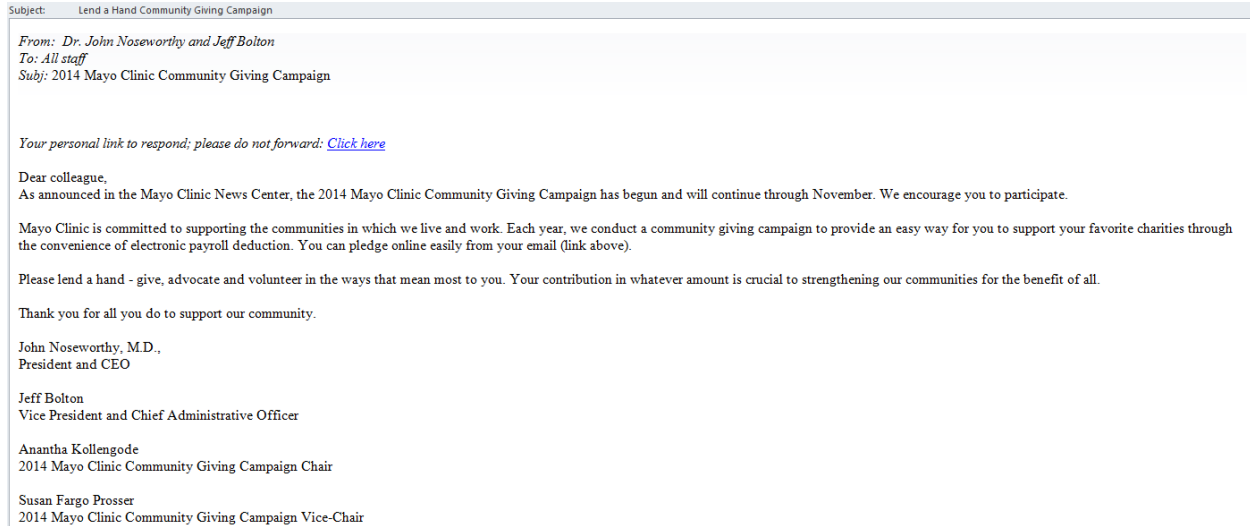 Subject: Lend a Hand Community Giving Campaign
From: Dr. John Noseworthy and Jeff Bolton
To: All staff
Subj: 2014 Mayo Clinic Community Giving Campaign
Your personal link to respond; please do not forward: Click here
Dear colleague,
As announced in the Mayo Clinic News Center, the 2014 Mayo Clinic Community Giving Campaign has begun and will continue through November. We encourage you to participate.
Mayo Clinic is committed to supporting the communities in which we live and work. Each year, we conduct a community giving campaign to provide an easy way for you to support your favorite charities through
the convenience of electronic payroll deduction. You can pledge online easily from your email (link above).
Please lend a hand - give, advocate and volunteer in the ways that mean most to you. Your contribution in whatever amount is crucial to strengthening our communities for the benefit of all.
Thank you for all you do to support our community.
John Noseworthy, M.D.,
President and CEO
Jeff Bolton
Vice President and Chief Administrative Officer
Anantha Kollengode
2014 Mayo Clinic Community Giving Campaign Chair
Susan Fargo Prosser
2014 Mayo Clinic Community Giving Campaign Vice-Chair